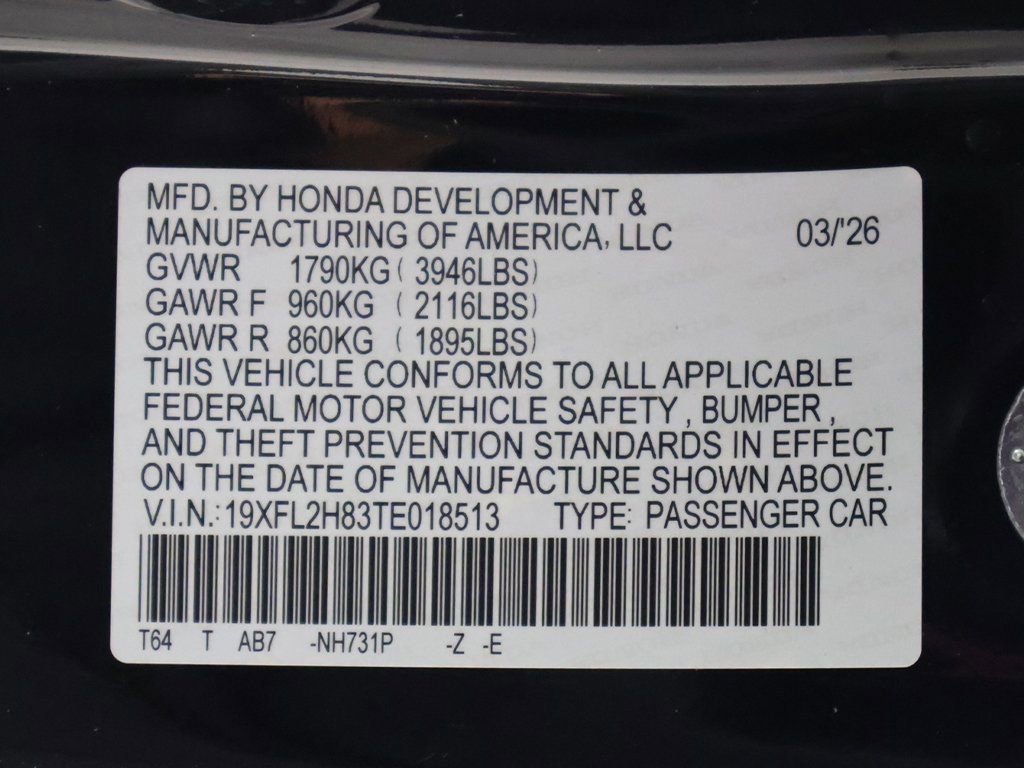 MFD. BY HONDA DEVELOPMENT &
MANUFACTURING OF AMERICA, LLC 03/'26
GVWR 1790KG ( 3946LBS)
GAWR F 960KG ( 2116LBS)
GAWR R 860KG ( 1895LBS)
THIS VEHICLE CONFORMS TO ALL APPLICABLE
FEDERAL MOTOR VEHICLE SAFETY , BUMPER ,
AND THEFT PREVENTION STANDARDS IN EFFECT
ON THE DATE OF MANUFACTURE SHOWN ABOVE.
V.I.N.: 19XFL2H83TE018513 TYPE: PASSENGER CAR
T64 T AB7 -NH731P -Z -E